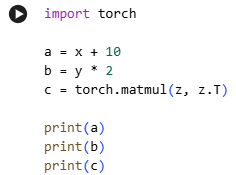 import torch
a = x + 10
b = y * 2
c = torch.matmul(z, z.T)
print(a)
print(b)
print(c)